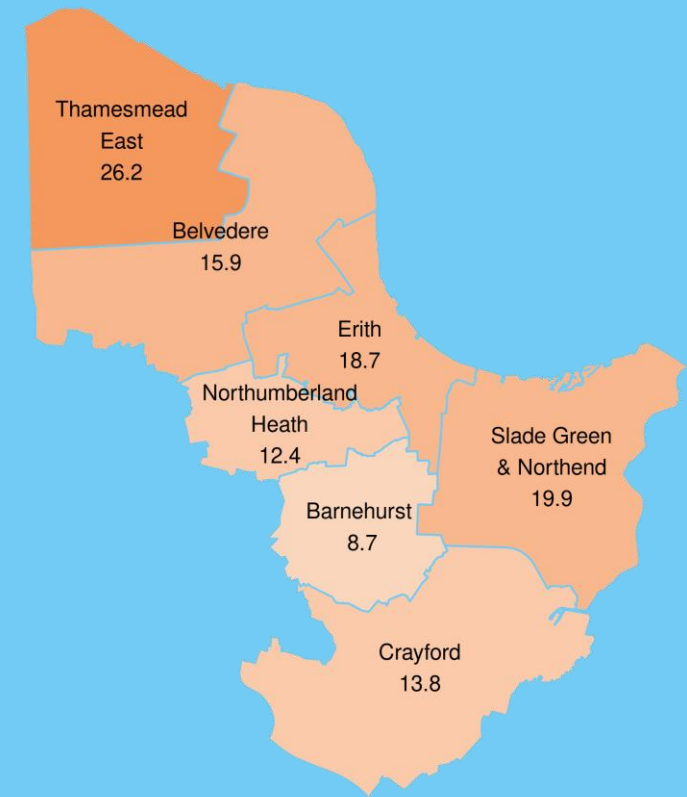 Thamesmead
East
26.2
Belvedere
15.9
Erith
18.7
Northumberland
Heath
12.4
Slade Green
& Northend
19.9
Barnehurst
8.7
Crayford
13.8